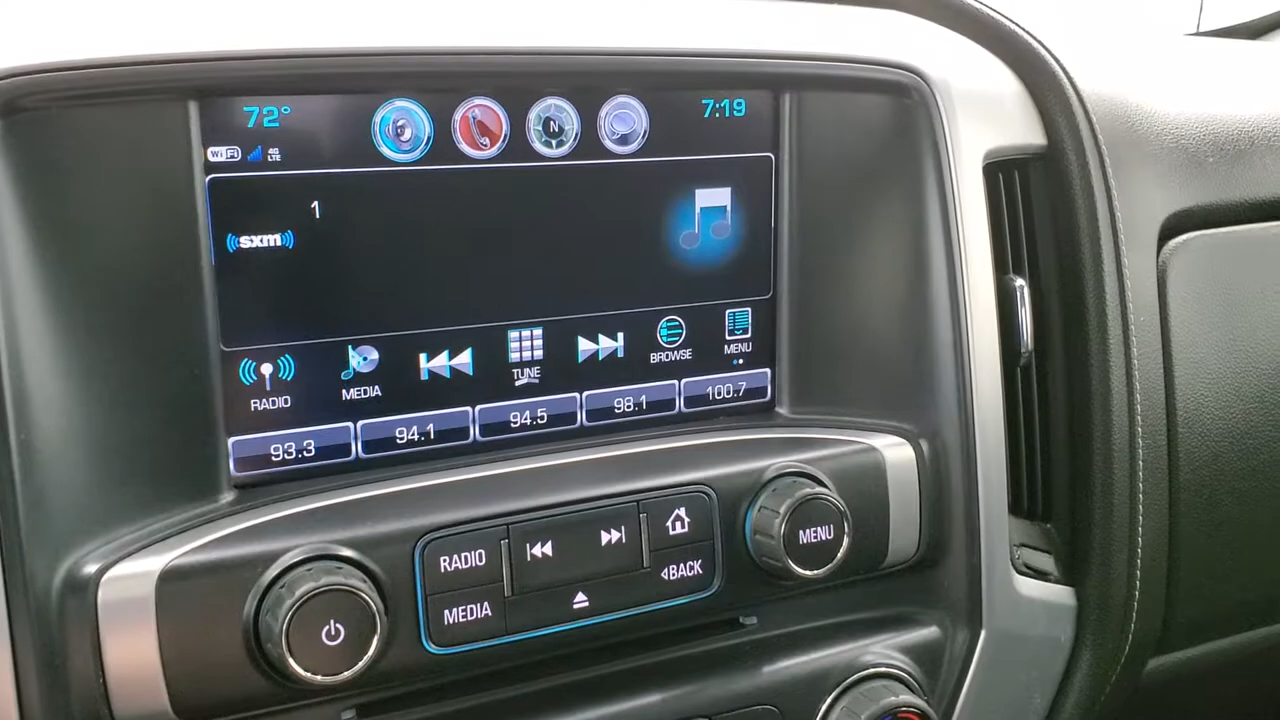 72°
7:19
WiFi
4G
LTE
N
1
sxm
RADIO
MEDIA
TUNE
BROWSE
MENU
93.3
94.1
94.5
98.1
100.7
RADIO
MEDIA
BACK
MENU